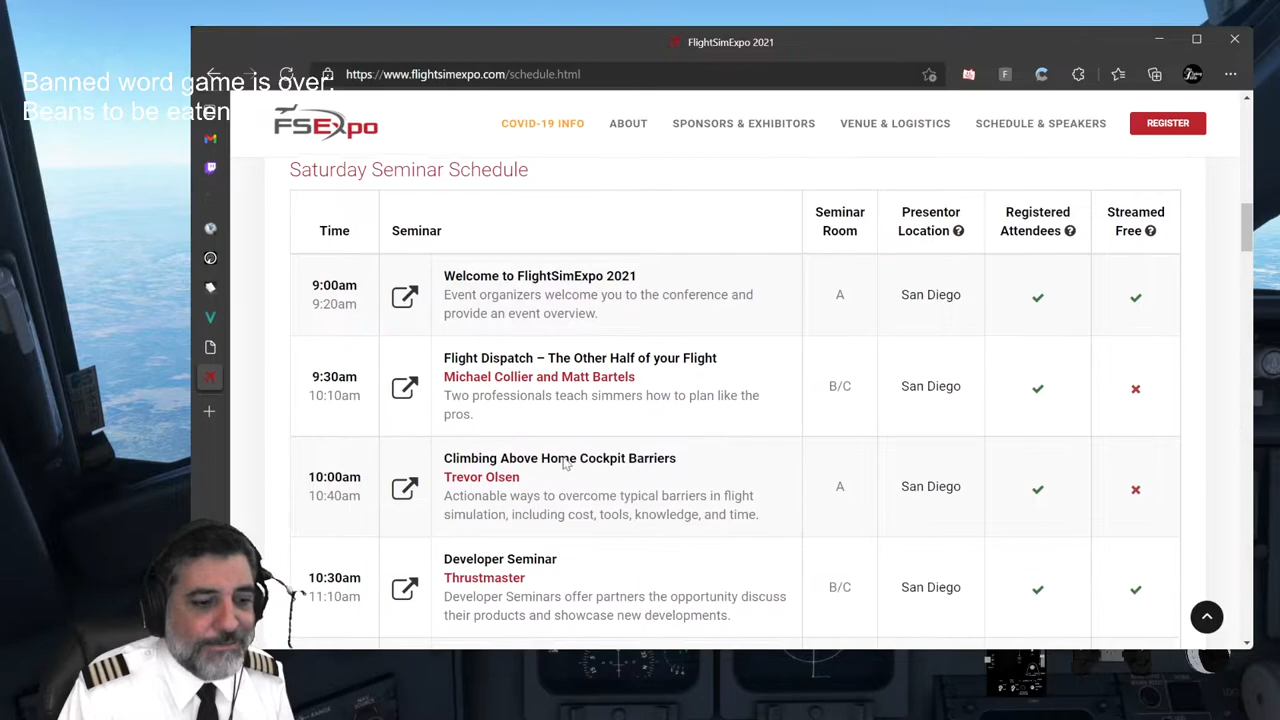 FlightSimExpo 2021
https://www.flightsimexpo.com/schedule.html
Banned word game is over.
Beans to be eaten
FSExpo
COVID-19 INFO
ABOUT
SPONSORS & EXHIBITORS
VENUE & LOGISTICS
SCHEDULE & SPEAKERS
REGISTER
Saturday Seminar Schedule
Time
Seminar
Seminar
Room
Presentor
Location
Registered
Attendees
Streamed
Free
9:00am
9:20am
Welcome to FlightSimExpo 2021
Event organizers welcome you to the conference and
provide an event overview.
A
San Diego
9:30am
10:10am
Flight Dispatch – The Other Half of your Flight
Michael Collier and Matt Bartels
Two professionals teach simmers how to plan like the
pros.
B/C
San Diego
10:00am
10:40am
Climbing Above Home Cockpit Barriers
Trevor Olsen
Actionable ways to overcome typical barriers in flight
simulation, including cost, tools, knowledge, and time.
A
San Diego
10:30am
11:10am
Developer Seminar
Thrustmaster
Developer Seminars offer partners the opportunity discuss
their products and showcase new developments.
B/C
San Diego